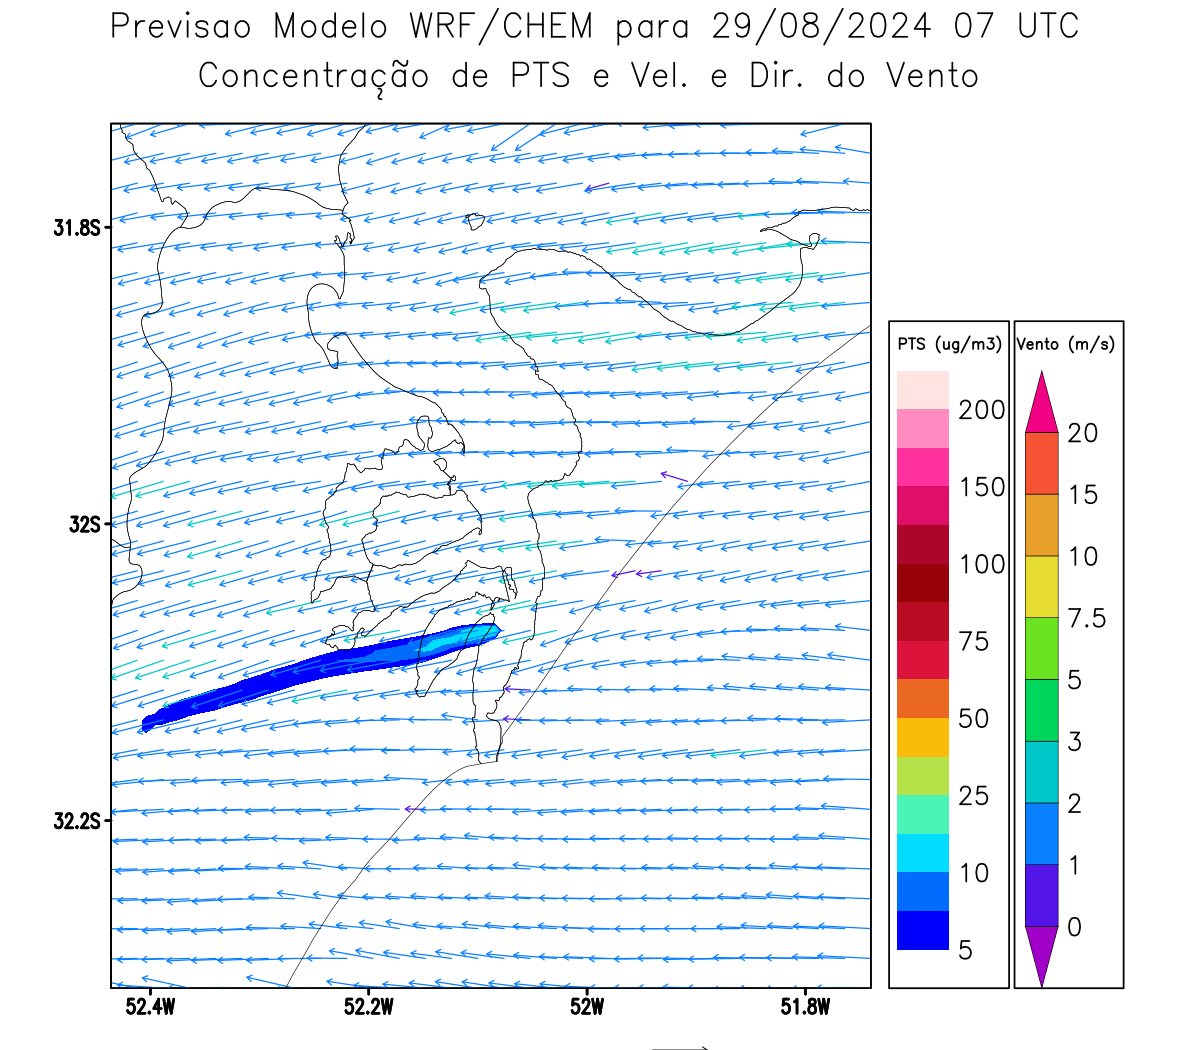 Previsao Modelo WRF/CHEM para 29/08/2024 07 UTC
Concentração de PTS e Vel. e Dir. do Vento
31.8S
32S
32.2S
52.4W
52.2W
52W
51.8W
PTS (ug/m3)
200
150
100
75
50
25
10
5
Vento (m/s)
20
15
10
7.5
5
3
2
1
0